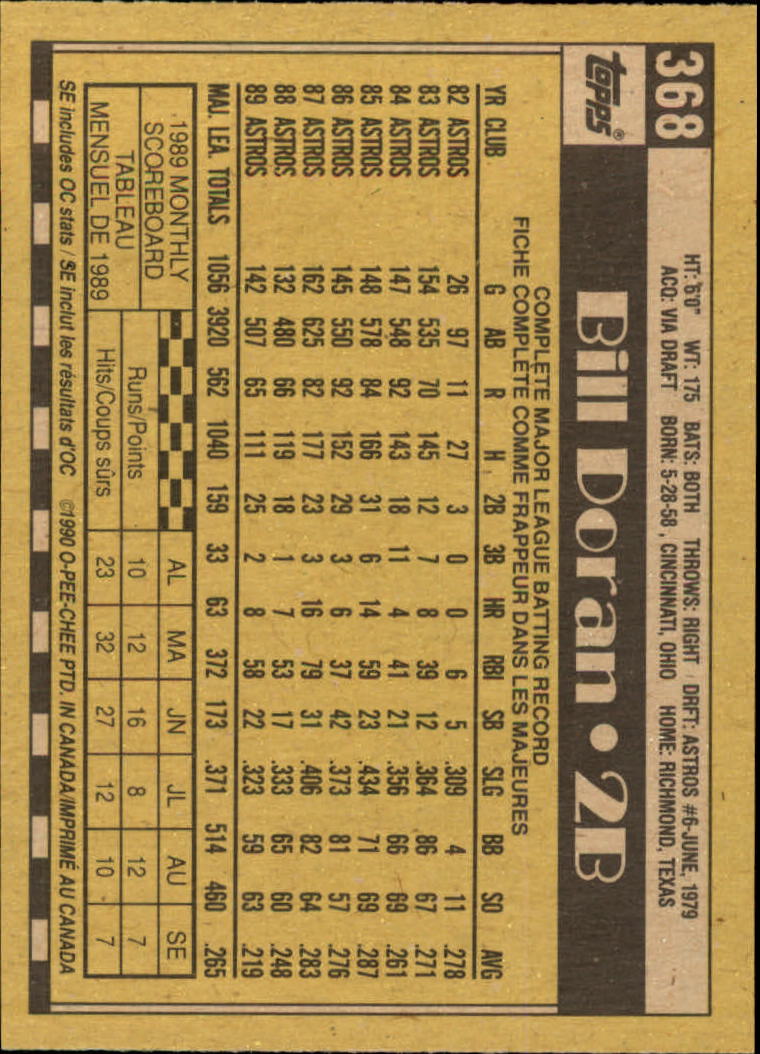 368
HT: 6'0" WT: 175 BATS: BOTH THROWS: RIGHT DRFT: ASTROS #6-JUNE, 1979
ACQ: VIA DRAFT BORN: 5-28-58, CINCINNATI, OHIO HOME: RICHMOND, TEXAS
topps®
Bill Doran • 2B
COMPLETE MAJOR LEAGUE BATTING RECORD
FICHE COMPLÈTE COMME FRAPPEUR DANS LES MAJEURES
YR CLUB G AB R H 2B 3B HR RBI SB SLG BB SO AVG
82 ASTROS 26 97 11 27 3 0 0 6 5 .309 4 11 .278
83 ASTROS 154 535 70 145 12 7 8 39 12 .364 86 67 .271
84 ASTROS 147 548 92 143 18 11 4 41 21 .356 66 69 .261
85 ASTROS 148 578 84 166 31 6 14 59 23 .434 71 69 .287
86 ASTROS 145 550 92 152 29 3 6 37 42 .373 81 57 .276
87 ASTROS 162 625 82 177 23 3 16 79 31 .406 82 64 .283
88 ASTROS 132 480 66 119 18 1 7 53 17 .333 65 60 .248
89 ASTROS 142 507 65 111 25 2 8 58 22 .323 59 63 .219
MAJ. LEA. TOTALS 1056 3920 562 1040 159 33 63 372 173 .371 514 460 .265
1989 MONTHLY
SCOREBOARD
TABLEAU
MENSUEL DE 1989
AL MA JN JL AU SE
Runs/Points 10 12 16 8 12 7
Hits/Coups sûrs 23 32 27 12 10 7
SE includes OC stats / SE inclut les résultats d'OC ©1990 O-PEE-CHEE PTD. IN CANADA/IMPRIMÉ AU CANADA